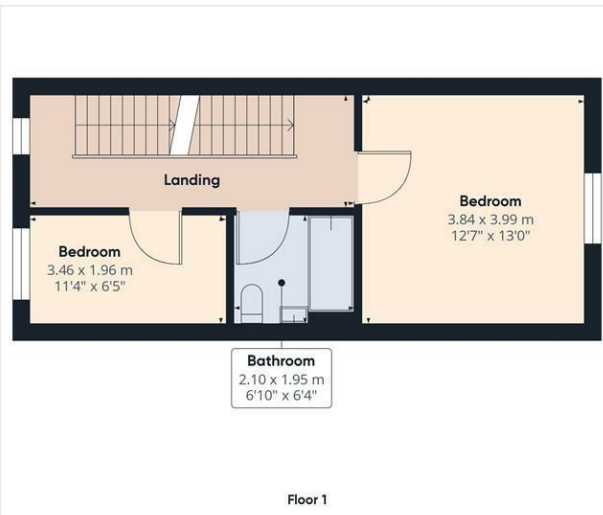 Landing
Bedroom
3.84 x 3.99 m
12'7" x 13'0"
Bedroom
3.46 x 1.96 m
11'4" x 6'5"
Bathroom
2.10 x 1.95 m
6'10" x 6'4"
Floor 1